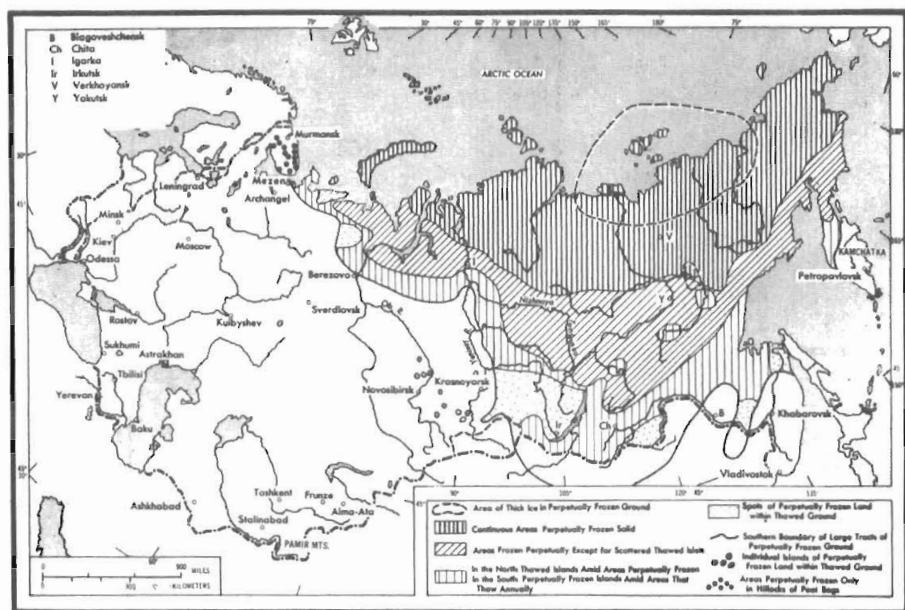 B Blagoveshchensk
Ch Chita
I Igarka
Ir Irkutsk
V Verkhoyansk
Y Yakutsk
ARCTIC OCEAN
Murmansk
Mezen
Archangel
Leningrad
Minsk
Kiev
Moscow
Odessa
Rostov
Kuibyshev
Sverdlovsk
Berezovo
Sukhumi
Astrakhan
Tbilisi
Yerevan
Baku
Novosibirsk
Krasnoyarsk
Yenisey
Nizhnaya
I
V
Y
KAMCHATKA
Petropavlovsk
Ir
Ch
B
Khabarovsk
Vladivostok
Ashkhabad
Tashkent
Frunze
Alma-Ata
Stalinabad
PAMIR MTS.
MILES
KILOMETERS
Area of Thick Ice in Perpetually Frozen Ground
Continuous Areas Perpetually Frozen Solid
Areas Frozen Perpetually Except for Scattered Thawed Islets
In the North Thawed Islands Amid Areas Perpetually Frozen
In the South Perpetually Frozen Islands Amid Areas That
Thaw Annually
Spots of Perpetually Frozen Land
within Thawed Ground
Southern Boundary of Large Tracts of
Perpetually Frozen Ground
Individual Islands of Perpetually
Frozen Land within Thawed Ground
Areas Perpetually Frozen Only
in Hillocks of Peat Bogs